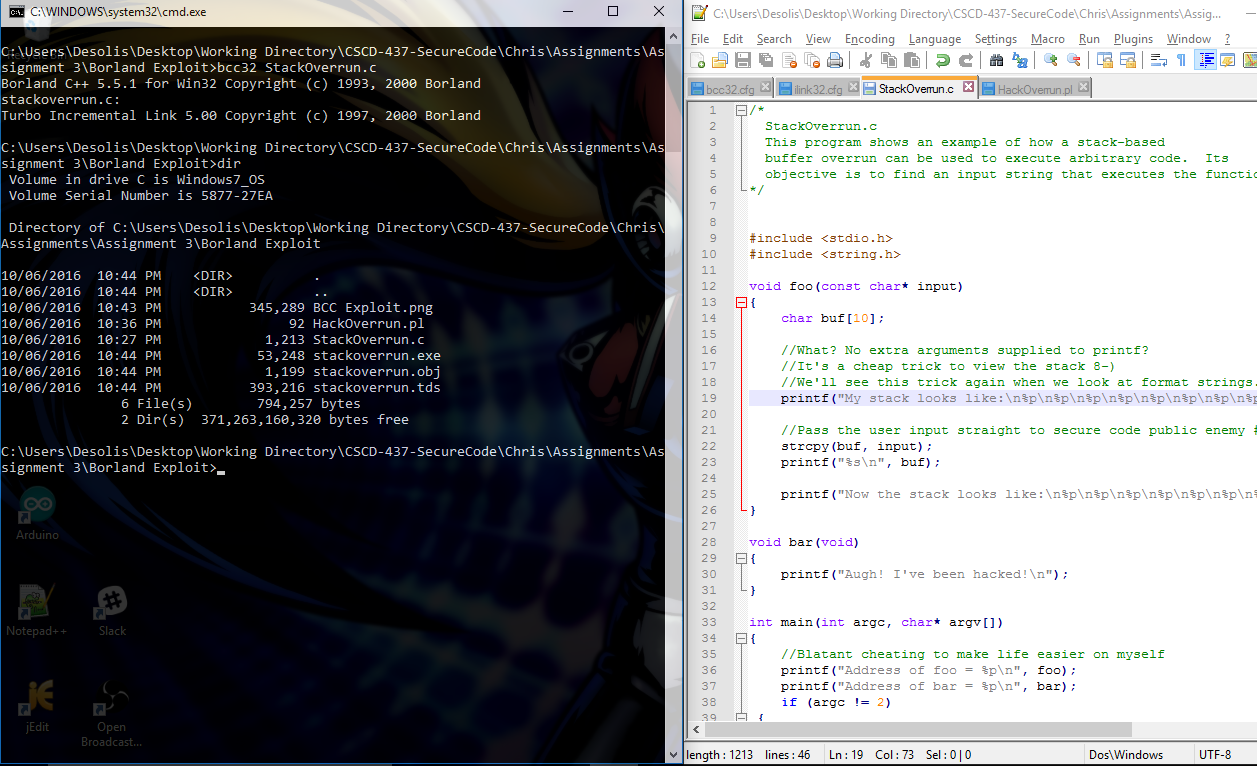 C:\WINDOWS\system32\cmd.exe
C:\Users\Desolis\Desktop\Working Directory\CSCD-437-SecureCode\Chris\Assignments\As
signment 3\Borland Exploit>bcc32 StackOverrun.c
Borland C++ 5.5.1 for Win32 Copyright (c) 1993, 2000 Borland
stackoverrun.c:
Turbo Incremental Link 5.00 Copyright (c) 1997, 2000 Borland
C:\Users\Desolis\Desktop\Working Directory\CSCD-437-SecureCode\Chris\Assignments\As
signment 3\Borland Exploit>dir
Volume in drive C is Windows7_OS
Volume Serial Number is 5877-27EA
Directory of C:\Users\Desolis\Desktop\Working Directory\CSCD-437-SecureCode\Chris\
Assignments\Assignment 3\Borland Exploit
10/06/2016  10:44 PM    <DIR>          .
10/06/2016  10:44 PM    <DIR>          ..
10/06/2016  10:43 PM           345,289 BCC Exploit.png
10/06/2016  10:36 PM                92 HackOverrun.pl
10/06/2016  10:27 PM             1,213 StackOverrun.c
10/06/2016  10:44 PM            53,248 stackoverrun.exe
10/06/2016  10:44 PM             1,199 stackoverrun.obj
10/06/2016  10:44 PM           393,216 stackoverrun.tds
6 File(s)        794,257 bytes
2 Dir(s)  371,263,160,320 bytes free
C:\Users\Desolis\Desktop\Working Directory\CSCD-437-SecureCode\Chris\Assignments\As
signment 3\Borland Exploit>
Arduino
Notepad++
Slack
jEdit
Open
Broadcast...
C:\Users\Desolis\Desktop\Working Directory\CSCD-437-SecureCode\Chris\Assignments\Assig...
File Edit Search View Encoding Language Settings Macro Run Plugins Window ?
bcc32.cfg ilink32.cfg StackOverrun.c HackOverrun.pl
1 /*
2 StackOverrun.c
3 This program shows an example of how a stack-based
4 buffer overrun can be used to execute arbitrary code.  Its
5 objective is to find an input string that executes the functio
6 */
7
8
9 #include <stdio.h>
10 #include <string.h>
11
12 void foo(const char* input)
13 {
14 char buf[10];
15
16 //What? No extra arguments supplied to printf?
17 //It's a cheap trick to view the stack 8-)
18 //We'll see this trick again when we look at format strings.
19 printf("My stack looks like:\n%p\n%p\n%p\n%p\n%p\n%p\n%p\n%p
20
21 //Pass the user input straight to secure code public enemy #
22 strcpy(buf, input);
23 printf("%s\n", buf);
24
25 printf("Now the stack looks like:\n%p\n%p\n%p\n%p\n%p\n%p\n%
26 }
27
28 void bar(void)
29 {
30 printf("Augh! I've been hacked!\n");
31 }
32
33 int main(int argc, char* argv[])
34 {
35 //Blatant cheating to make life easier on myself
36 printf("Address of foo = %p\n", foo);
37 printf("Address of bar = %p\n", bar);
38 if (argc != 2)
39 {
length : 1213 lines : 46 Ln : 19 Col : 73 Sel : 0 | 0 Dos\Windows UTF-8